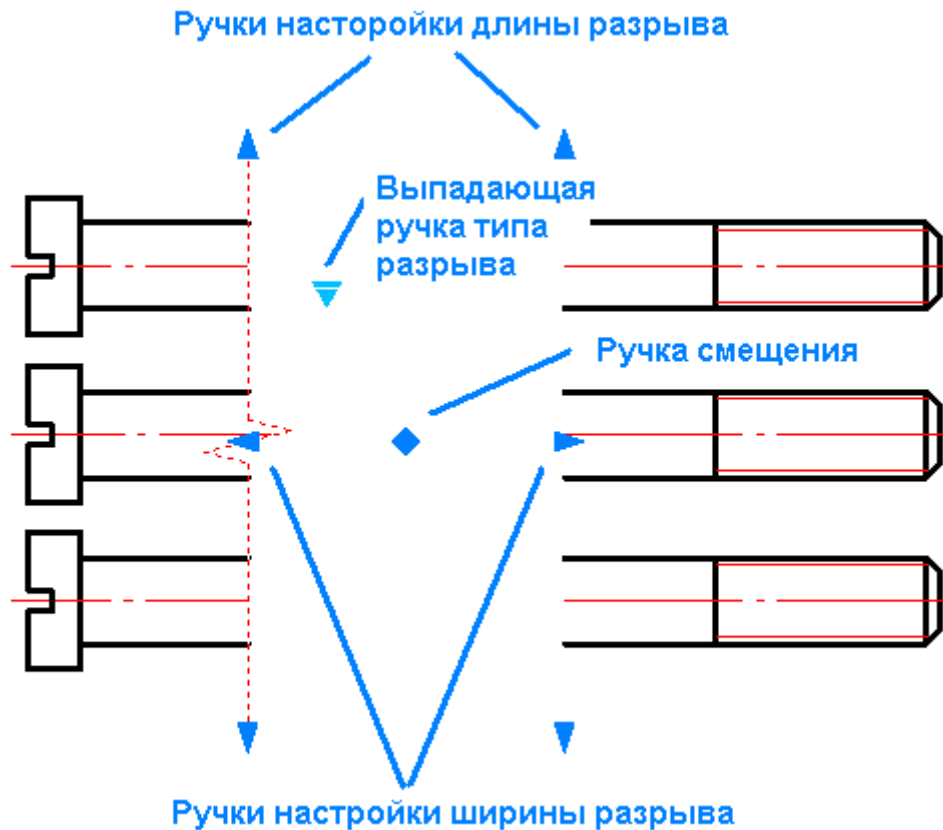 Ручки насторойки длины разрыва
Выпадающая
ручка типа
разрыва
Ручка смещения
Ручки настройки ширины разрыва